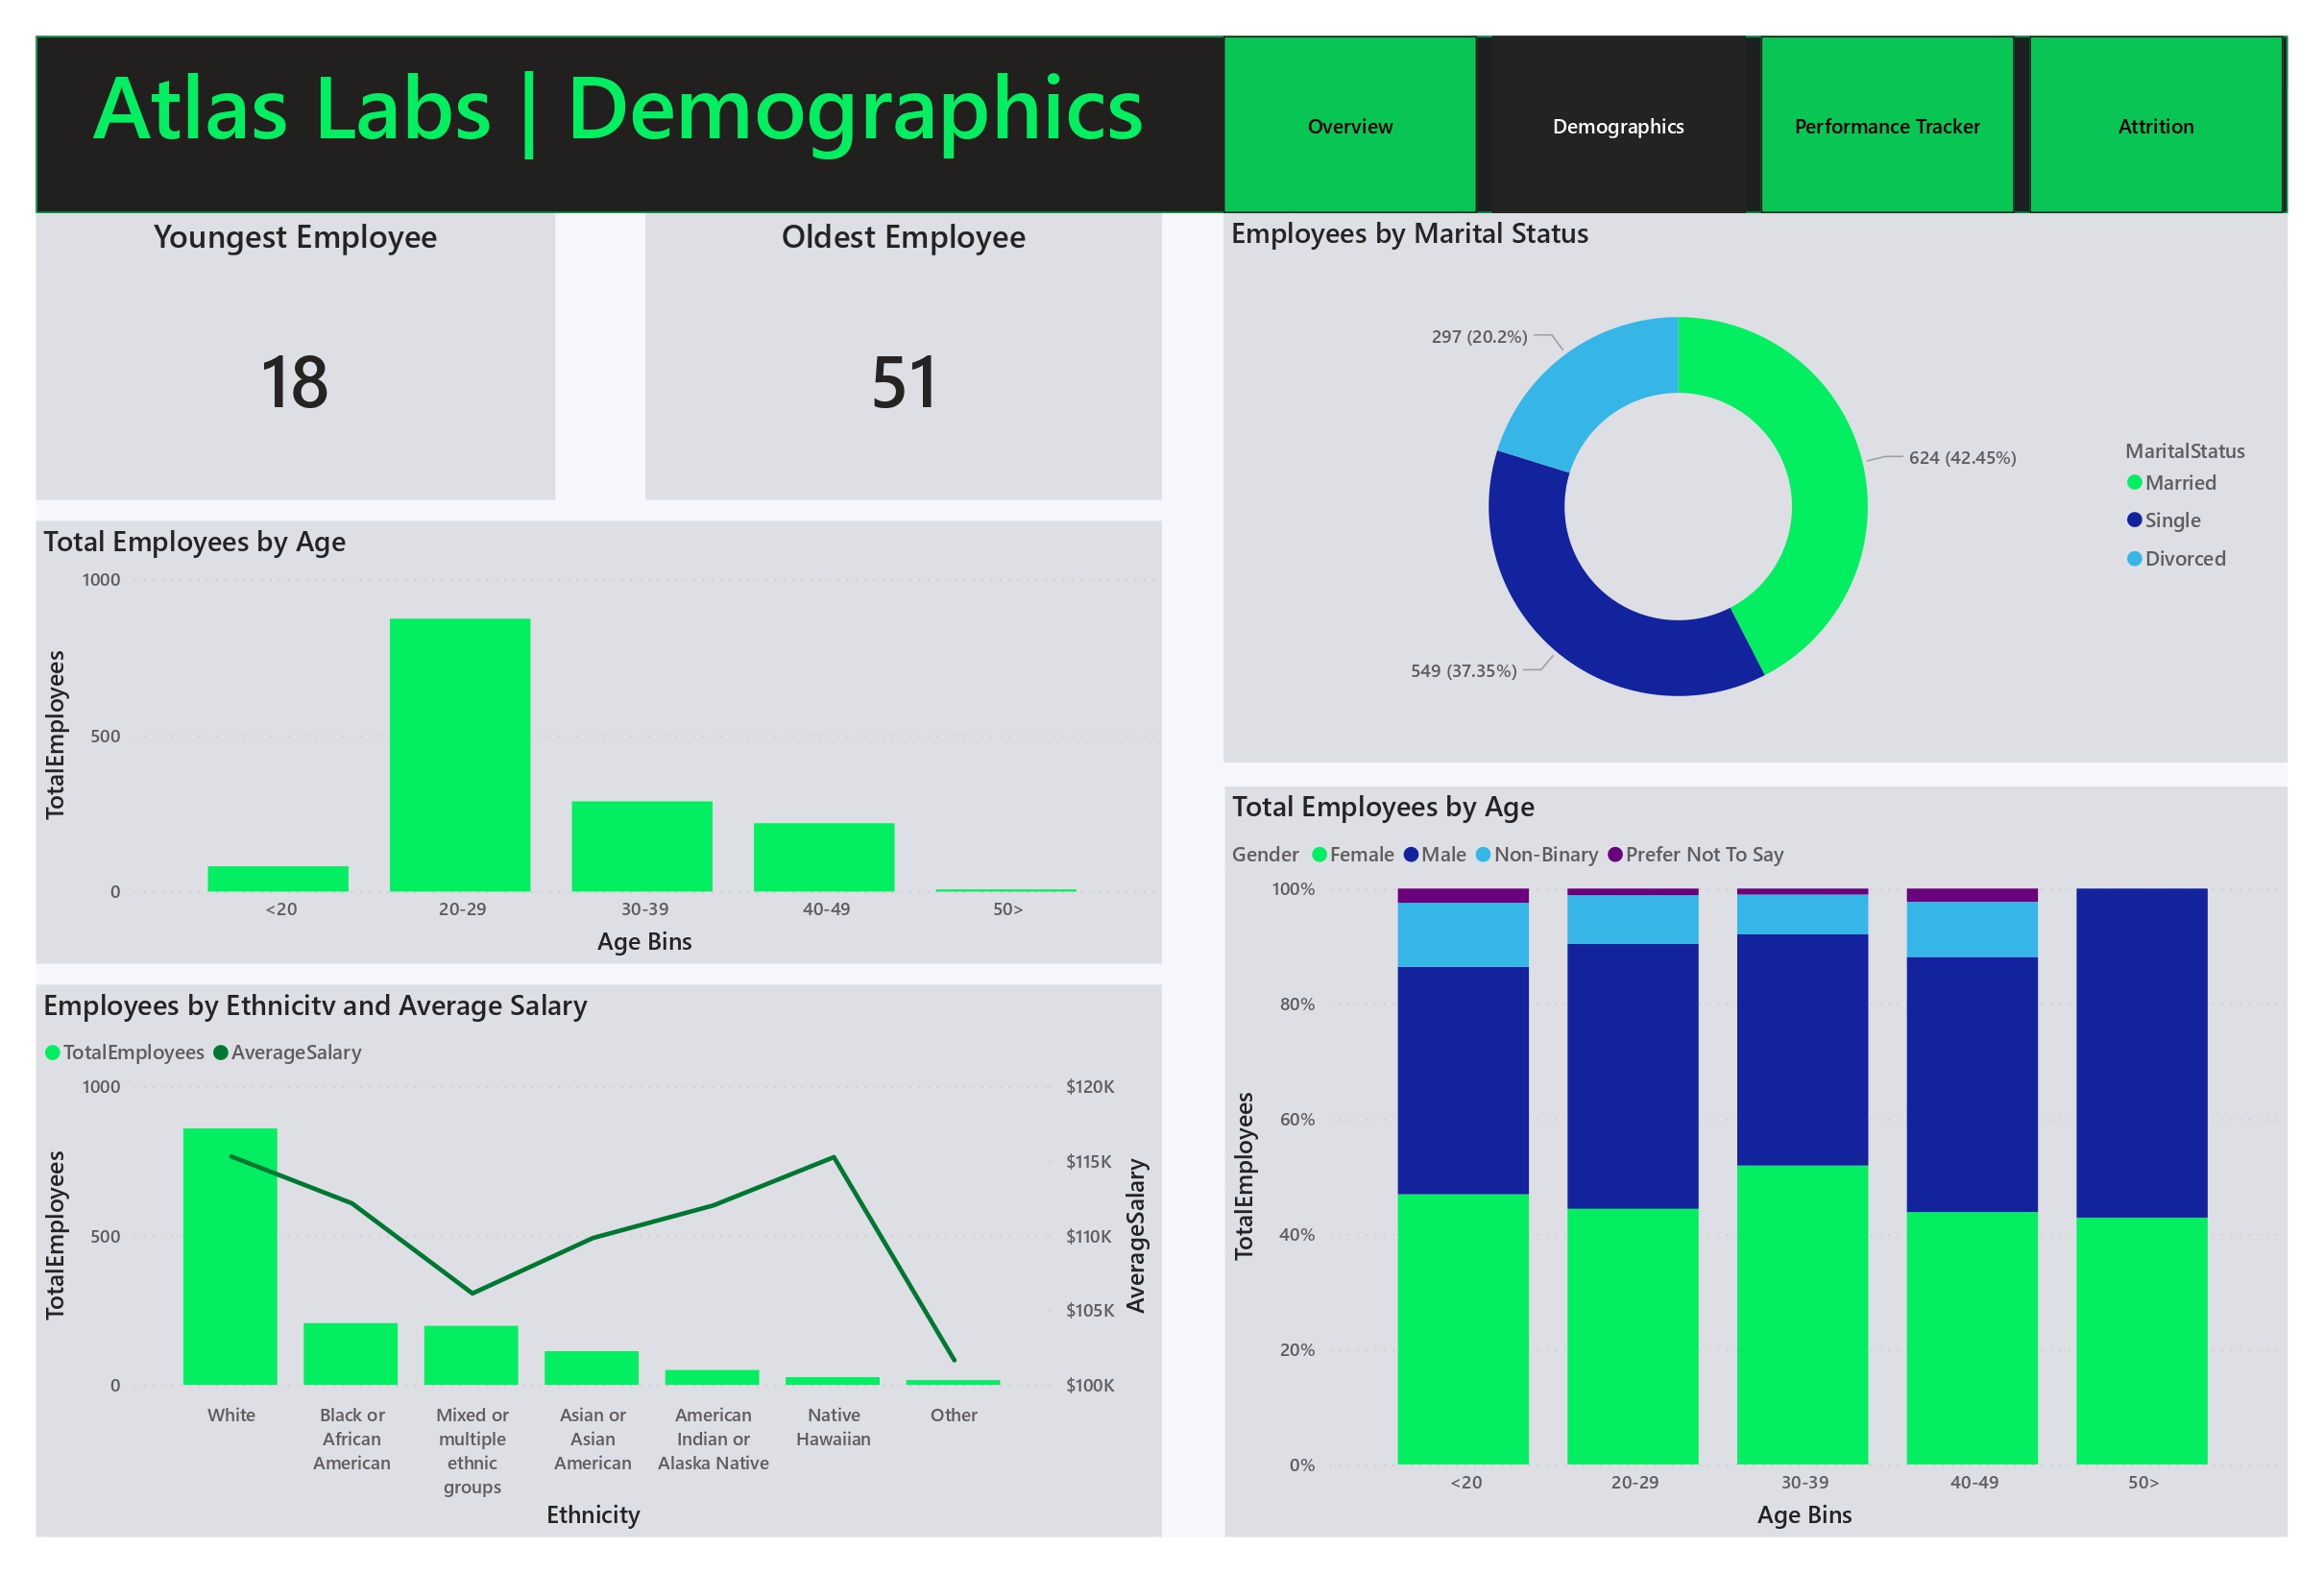 Atlas Labs | Demographics
Overview
Demographics
Performance Tracker
Attrition
Youngest Employee
18
Oldest Employee
51
Employees by Marital Status
297 (20.2%)
624 (42.45%)
549 (37.35%)
MaritalStatus
Married
Single
Divorced
Total Employees by Age
TotalEmployees
1000
500
0
<20
20-29
30-39
40-49
50>
Age Bins
Employees by Ethnicity and Average Salary
TotalEmployees
AverageSalary
TotalEmployees
1000
500
0
$120K
$115K
$110K
$105K
$100K
AverageSalary
White
Black or
African
American
Mixed or
multiple
ethnic
groups
Asian or
Asian
American
American
Indian or
Alaska Native
Native
Hawaiian
Other
Ethnicity
Total Employees by Age
Gender
Female
Male
Non-Binary
Prefer Not To Say
TotalEmployees
100%
80%
60%
40%
20%
0%
<20
20-29
30-39
40-49
50>
Age Bins